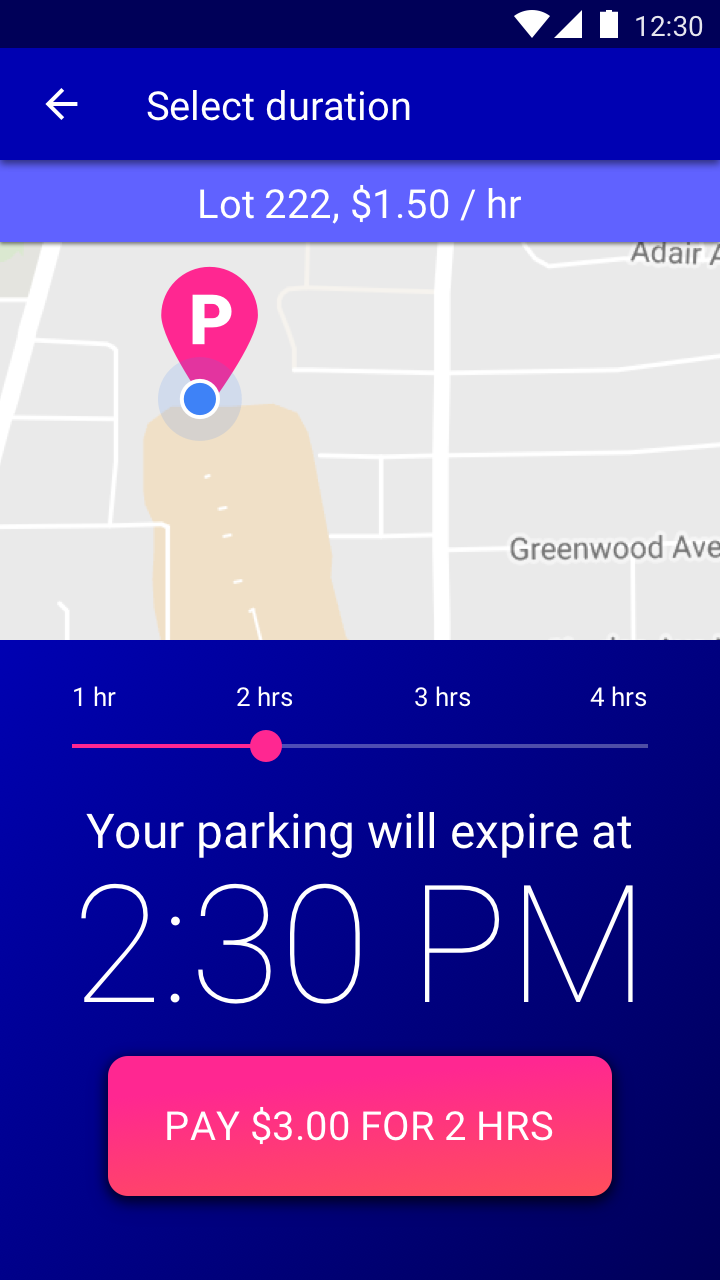 12:30
Select duration
Lot 222, $1.50 / hr
Adair
P
Greenwood Ave
1 hr 2 hrs 3 hrs 4 hrs
Your parking will expire at
2:30 PM
PAY $3.00 FOR 2 HRS